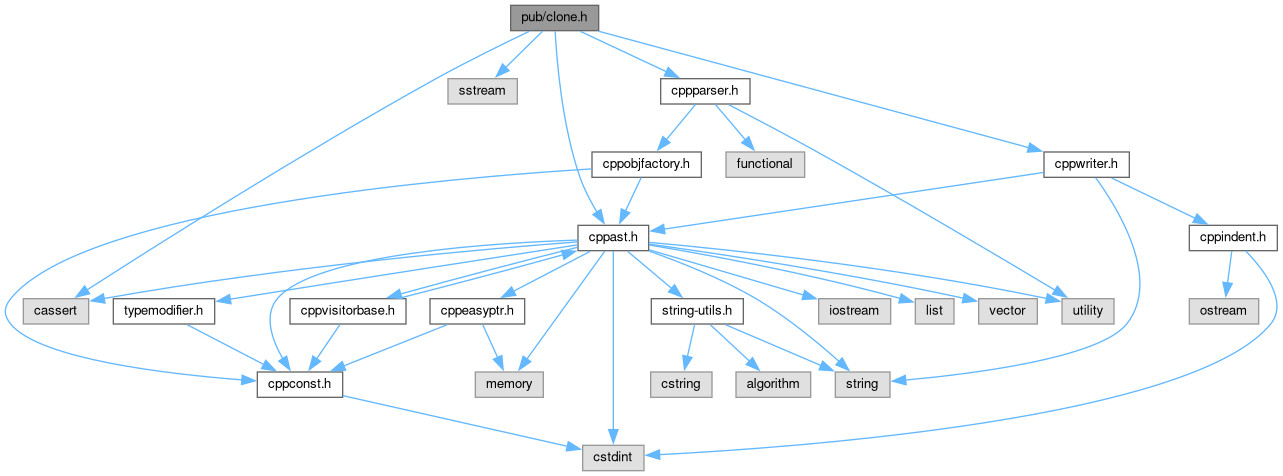 pub/clone.h
sstream
cppparser.h
cppobjfactory.h
functional
cppwriter.h
cppast.h
cppindent.h
cassert
typemodifier.h
cppvisitorbase.h
cppeasyptr.h
string-utils.h
iostream
list
vector
utility
ostream
cppconst.h
memory
cstring
algorithm
string
cstdint